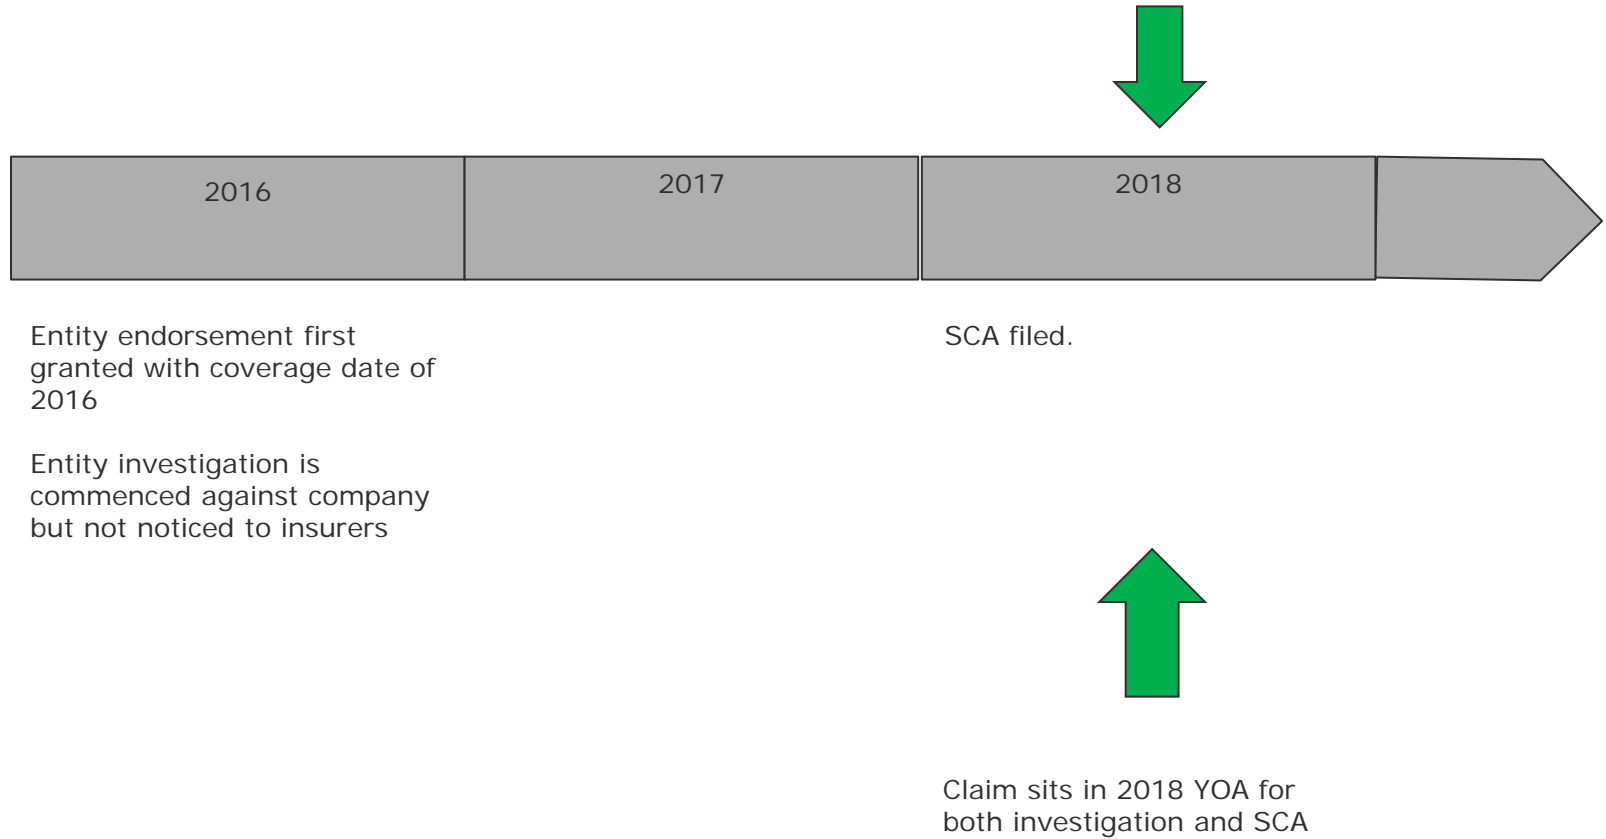 2016
2017
2018
Entity endorsement first
granted with coverage date of
2016
Entity investigation is
commenced against company
but not noticed to insurers
SCA filed.
Claim sits in 2018 YOA for
both investigation and SCA